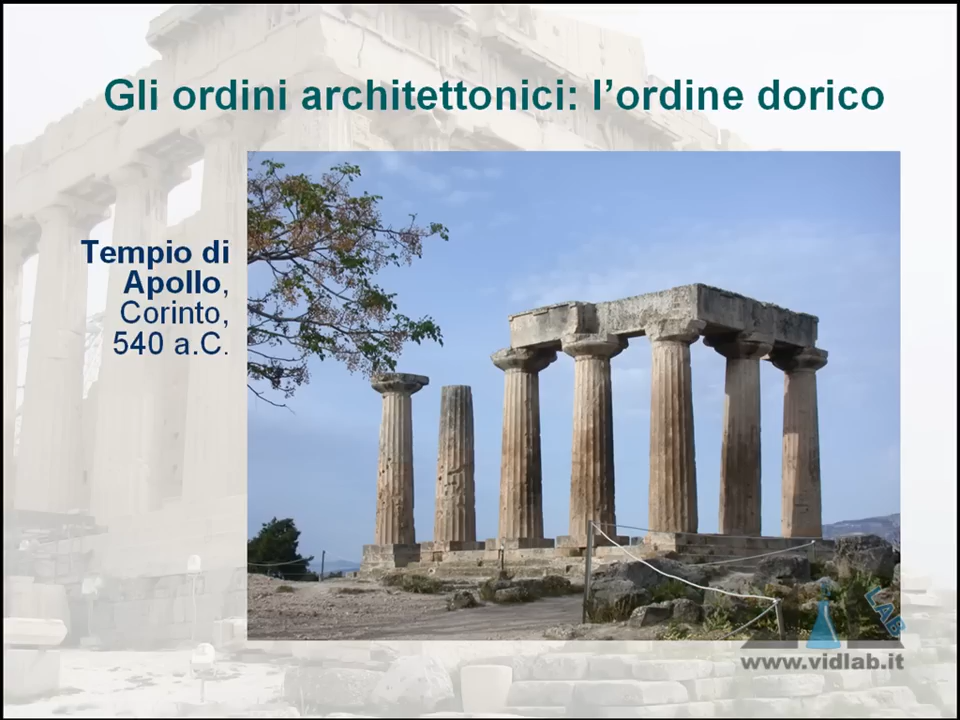 Gli ordini architettonici: l’ordine dorico
Tempio di
Apollo,
Corinto,
540 a.C.
LAB
www.vidlab.it